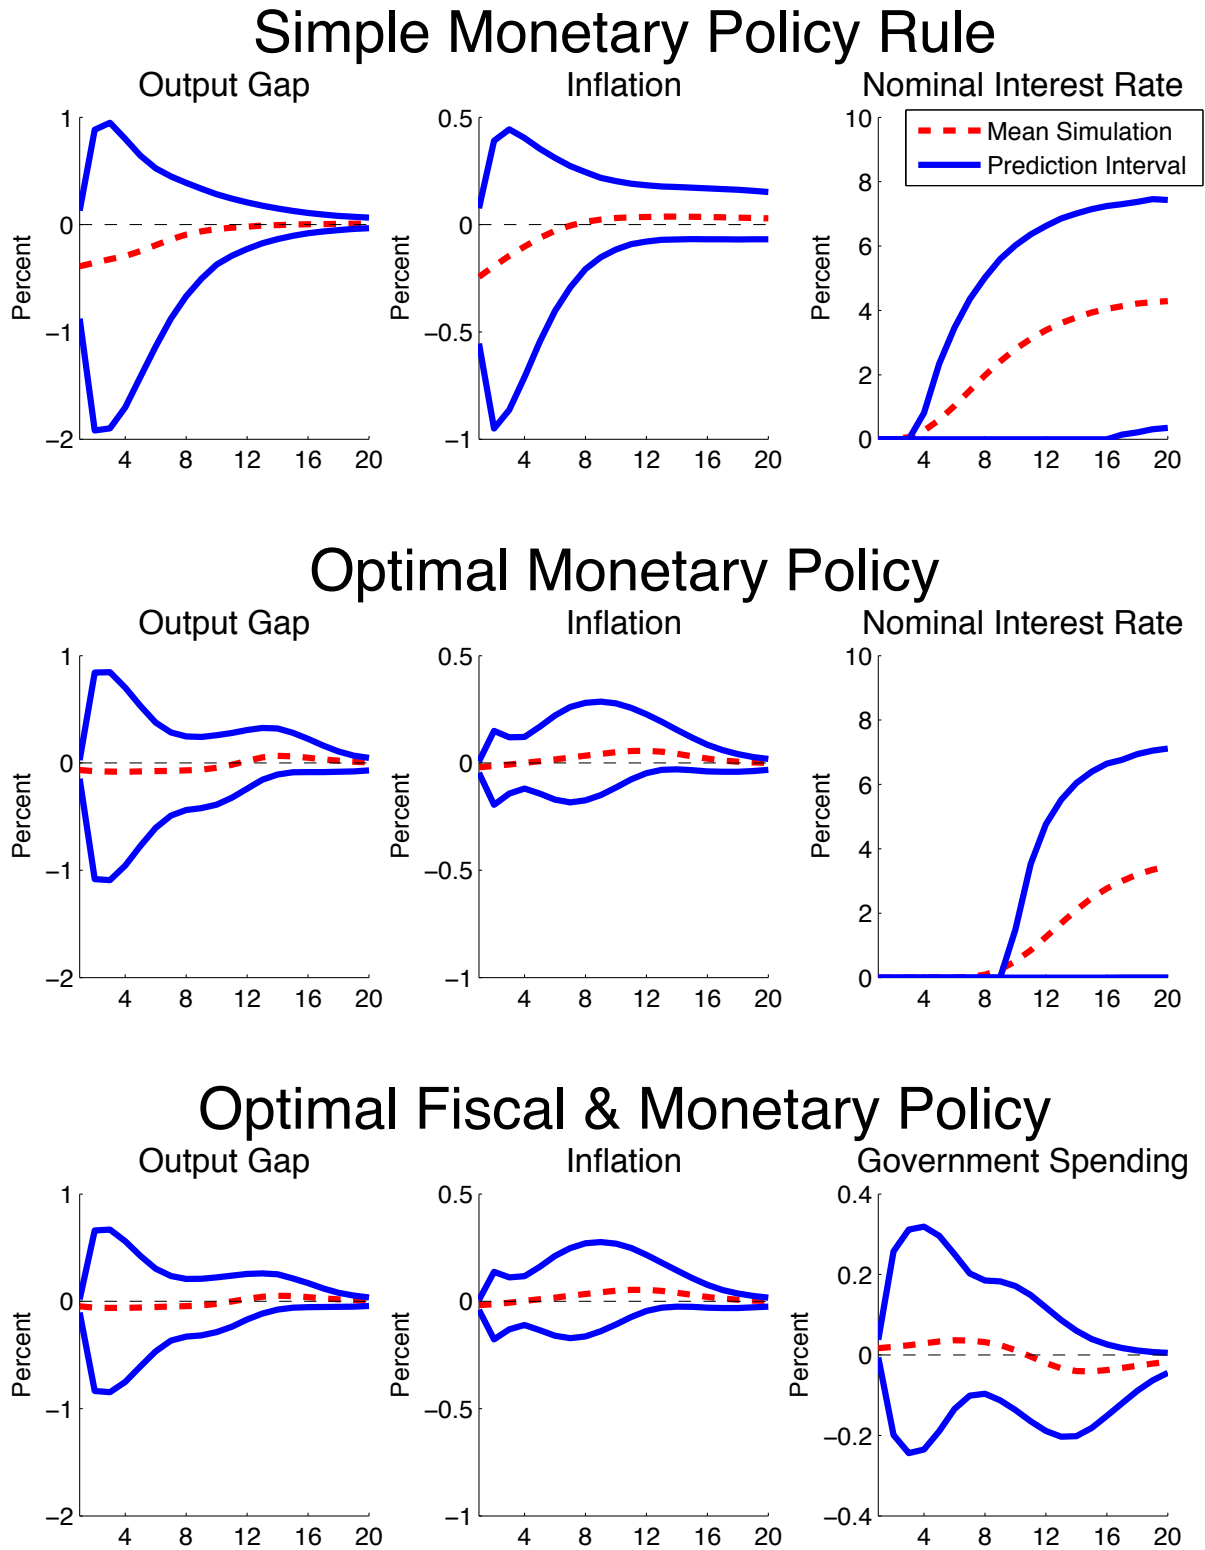 Simple Monetary Policy Rule
Output Gap
Inflation
Nominal Interest Rate
1
0
−1
−2
Percent
4 8 12 16 20
0.5
0
−0.5
−1
Percent
4 8 12 16 20
10
8
6
4
2
0
Percent
4 8 12 16 20
Mean Simulation
Prediction Interval
Optimal Monetary Policy
Output Gap
Inflation
Nominal Interest Rate
1
0
−1
−2
Percent
4 8 12 16 20
0.5
0
−0.5
−1
Percent
4 8 12 16 20
10
8
6
4
2
0
Percent
4 8 12 16 20
Optimal Fiscal & Monetary Policy
Output Gap
Inflation
Government Spending
1
0
−1
−2
Percent
4 8 12 16 20
0.5
0
−0.5
−1
Percent
4 8 12 16 20
0.4
0.2
0
−0.2
−0.4
Percent
4 8 12 16 20